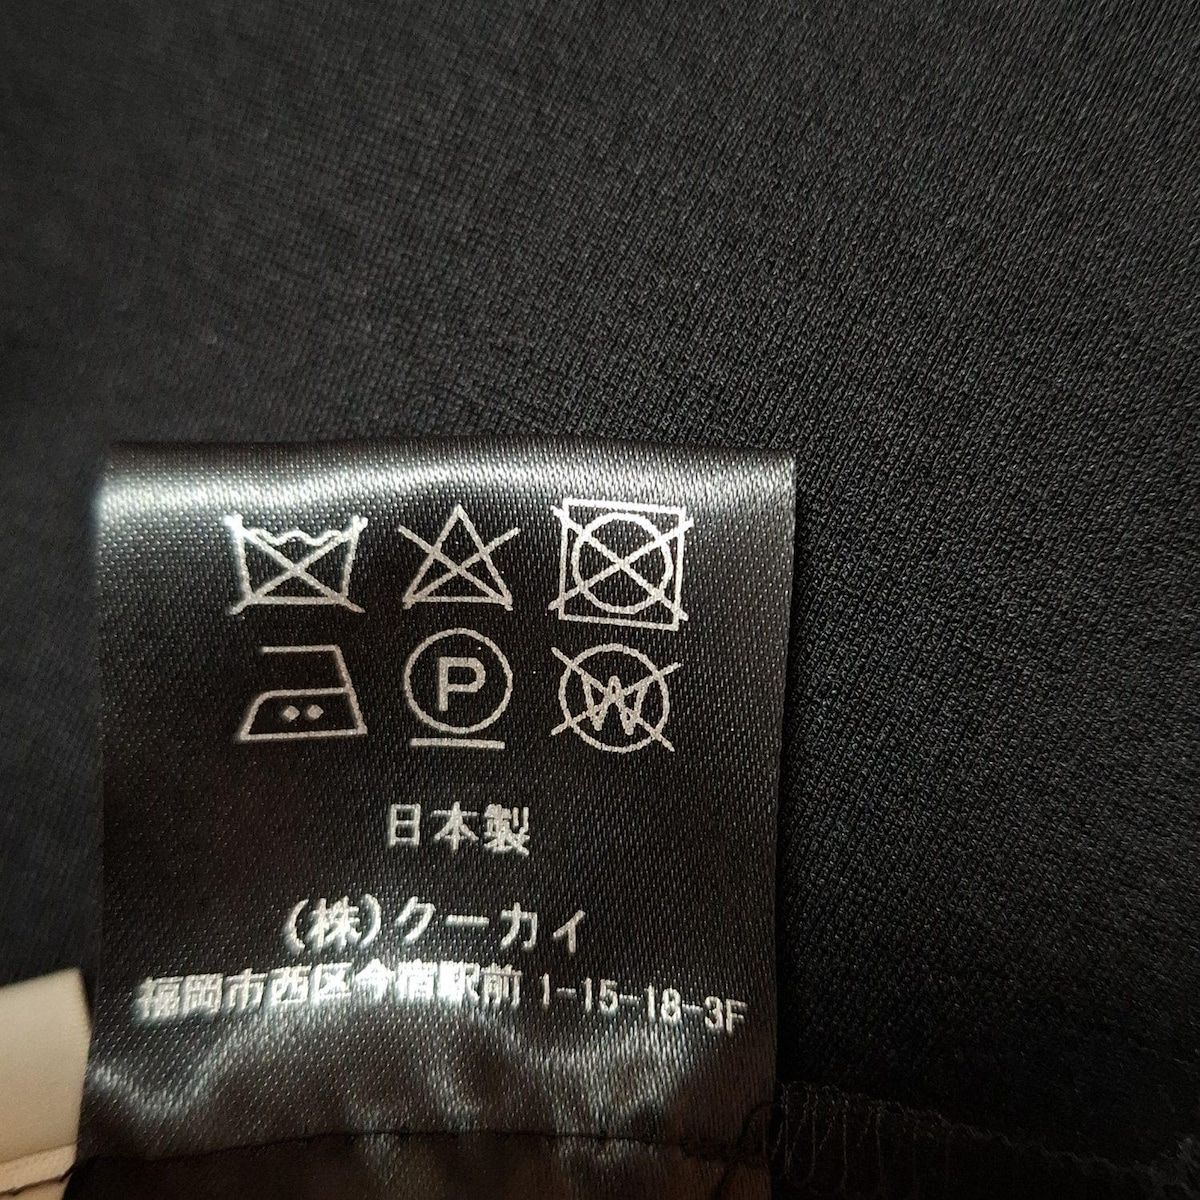 P
W
日本製
(株)クーカイ
福岡市西区今宿駅前 1-15-18-3F